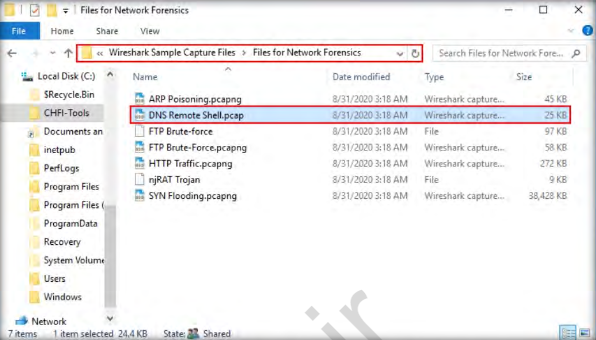 Files for Network Forensics
File Home Share View
« Wireshark Sample Capture Files > Files for Network Forensics Search Files for Network Fore...
Local Disk (C:) Name Date modified Type Size
$Recycle.Bin
CHFI-Tools
Documents an
inetpub
PerfLogs
Program Files
Program Files (
ProgramData
Recovery
System Volume
Users
Windows
Network
ARP Poisoning.pcapng 8/31/2020 3:18 AM Wireshark capture... 45 KB
DNS Remote Shell.pcap 8/31/2020 3:18 AM Wireshark capture... 25 KB
FTP Brute-force 8/31/2020 3:18 AM File 97 KB
FTP Brute-Force.pcapng 8/31/2020 3:18 AM Wireshark capture... 58 KB
HTTP Traffic.pcapng 8/31/2020 3:18 AM Wireshark capture... 272 KB
njRAT Trojan 8/31/2020 3:18 AM File 9 KB
SYN Flooding.pcapng 8/31/2020 3:18 AM Wireshark capture... 38,428 KB
7 items 1 item selected 24.4 KB State: Shared
ir